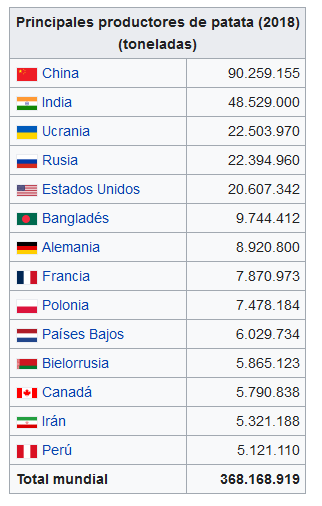 Principales productores de patata (2018)
(toneladas)
China 90.259.155
India 48.529.000
Ucrania 22.503.970
Rusia 22.394.960
Estados Unidos 20.607.342
Bangladés 9.744.412
Alemania 8.920.800
Francia 7.870.973
Polonia 7.478.184
Países Bajos 6.029.734
Bielorrusia 5.865.123
Canadá 5.790.838
Irán 5.321.188
Perú 5.121.110
Total mundial 368.168.919